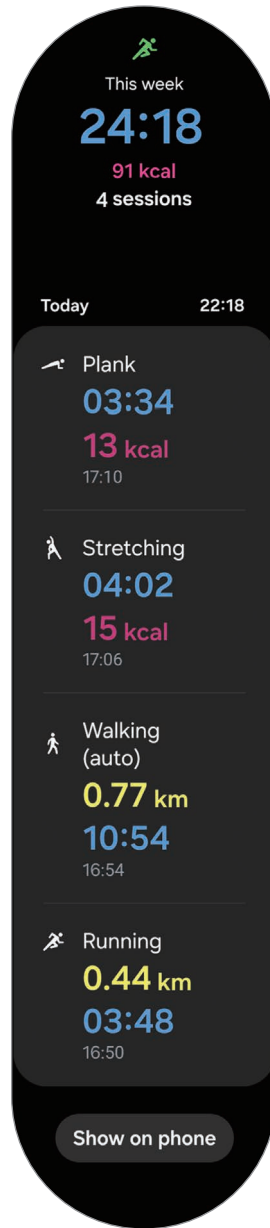 This week
24:18
91 kcal
4 sessions
Today 22:18
Plank
03:34
13 kcal
17:10
Stretching
04:02
15 kcal
17:06
Walking
(auto)
0.77 km
10:54
16:54
Running
0.44 km
03:48
16:50
Show on phone